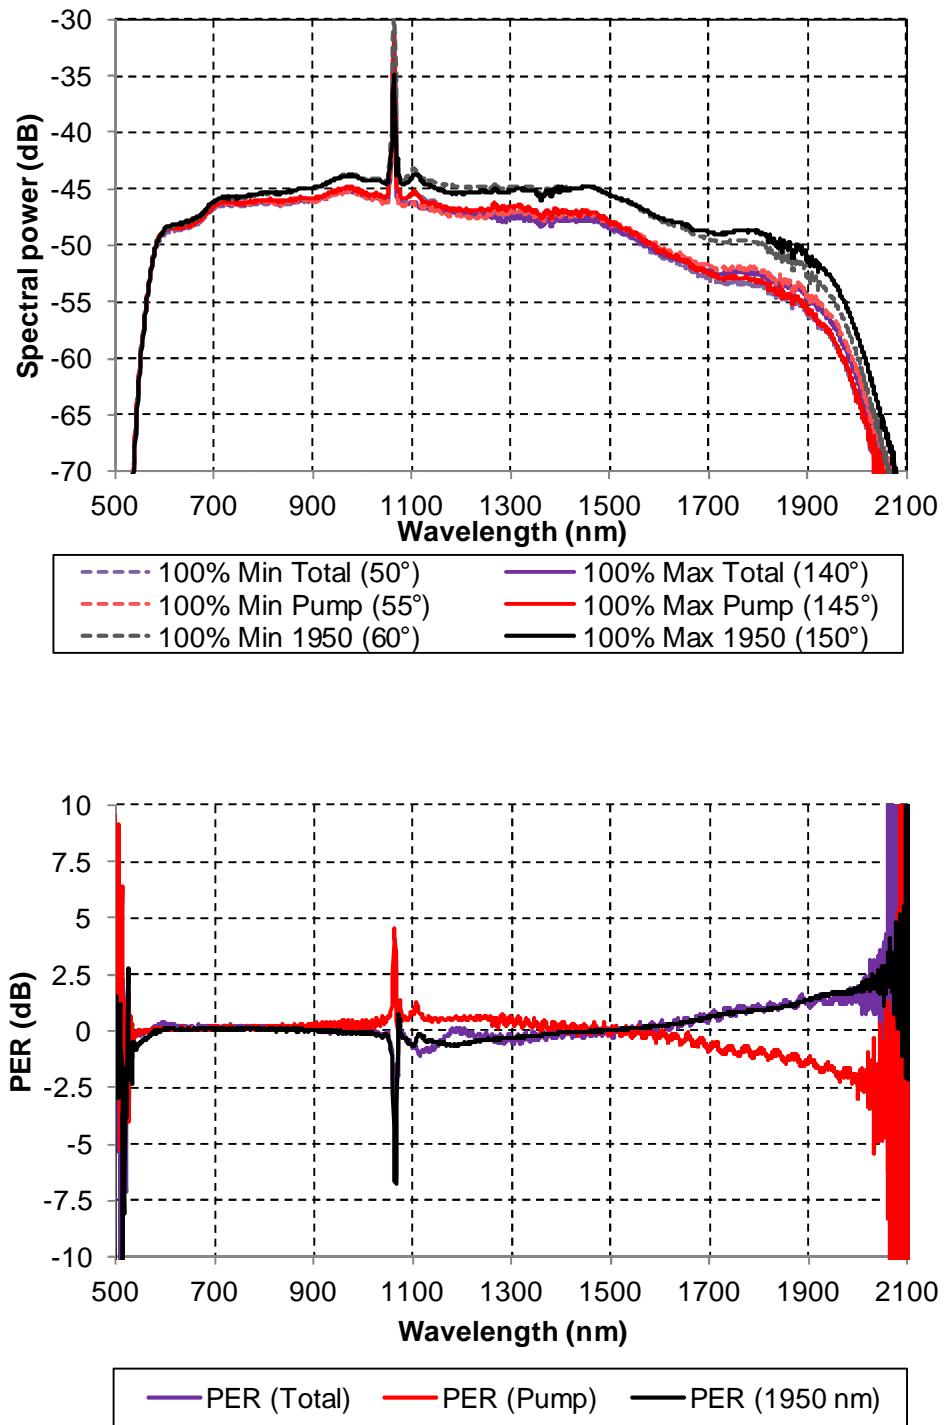 -30
-35
-40
-45
-50
-55
-60
-65
-70
Spectral power (dB)
500 700 900 1100 1300 1500 1700 1900 2100
Wavelength (nm)
100% Min Total (50°) 100% Max Total (140°)
100% Min Pump (55°) 100% Max Pump (145°)
100% Min 1950 (60°) 100% Max 1950 (150°)
10
7.5
5
2.5
0
-2.5
-5
-7.5
-10
PER (dB)
500 700 900 1100 1300 1500 1700 1900 2100
Wavelength (nm)
PER (Total) PER (Pump) PER (1950 nm)